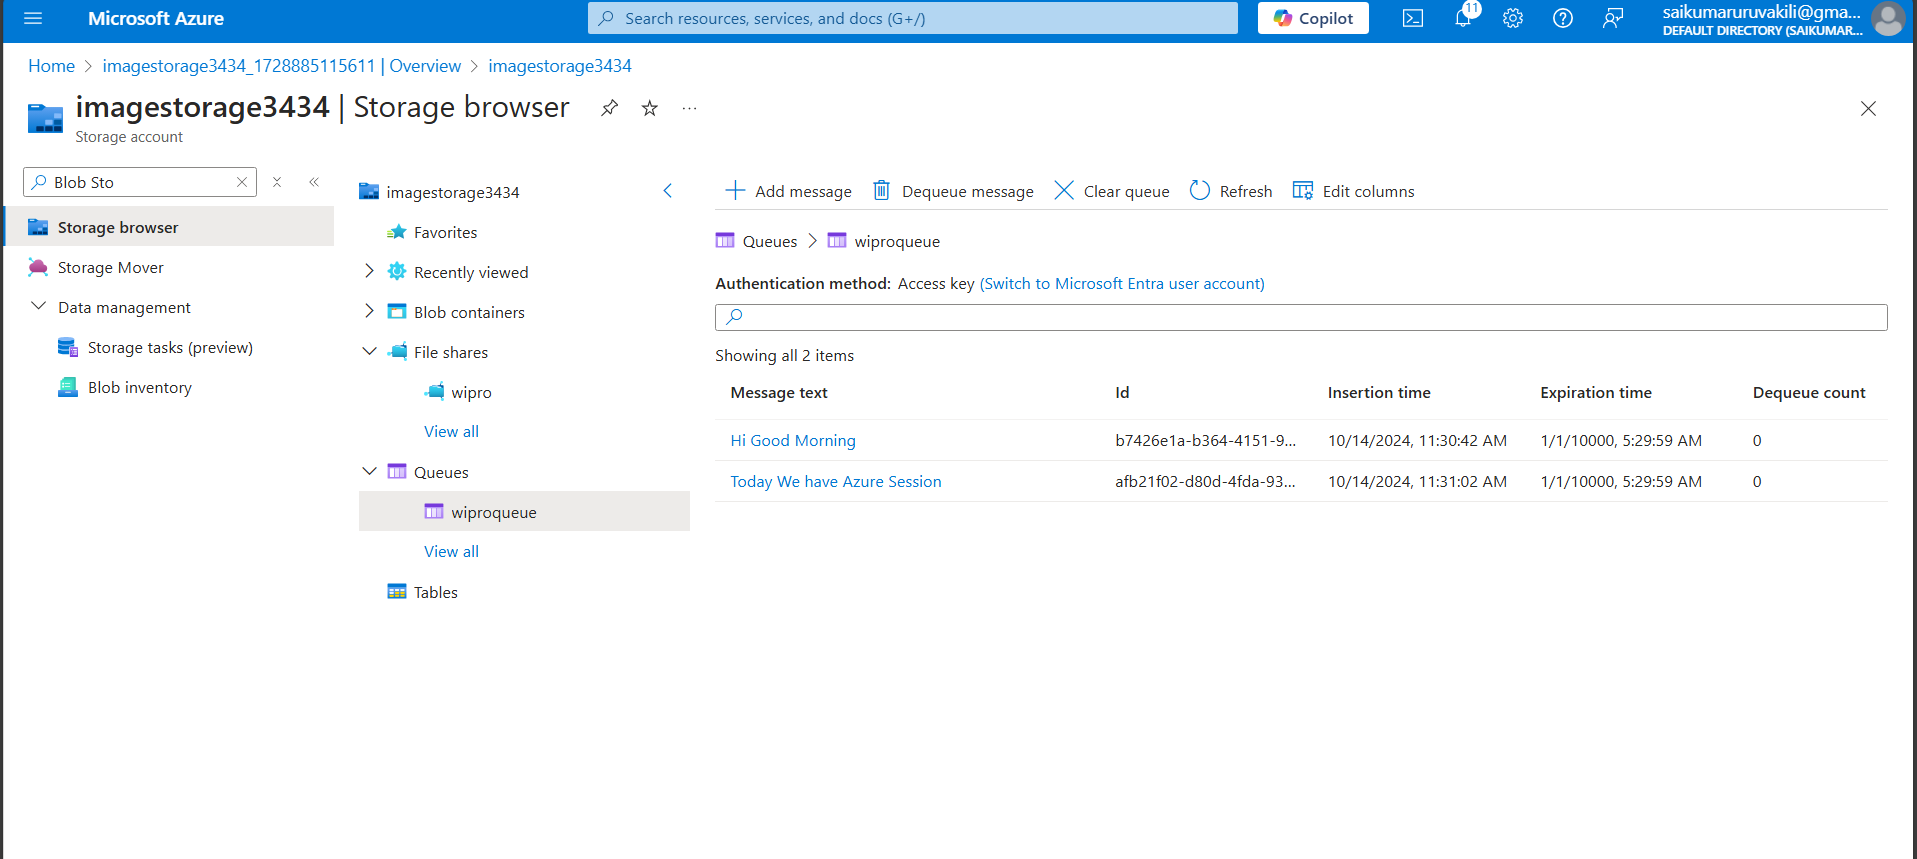 Microsoft Azure
Search resources, services, and docs (G+/)
Copilot
11
saikumaruruvakili@gma...
DEFAULT DIRECTORY (SAIKUMAR...
Home > imagestorage3434_1728885115611 | Overview > imagestorage3434
imagestorage3434 | Storage browser
Storage account
Blob Sto
Storage browser
Storage Mover
Data management
Storage tasks (preview)
Blob inventory
imagestorage3434
Favorites
Recently viewed
Blob containers
File shares
wipro
View all
Queues
wiproqueue
View all
Tables
Add message Dequeue message Clear queue Refresh Edit columns
Queues > wiproqueue
Authentication method: Access key (Switch to Microsoft Entra user account)
Showing all 2 items
Message text Id Insertion time Expiration time Dequeue count
Hi Good Morning b7426e1a-b364-4151-9... 10/14/2024, 11:30:42 AM 1/1/10000, 5:29:59 AM 0
Today We have Azure Session afb21f02-d80d-4fda-93... 10/14/2024, 11:31:02 AM 1/1/10000, 5:29:59 AM 0